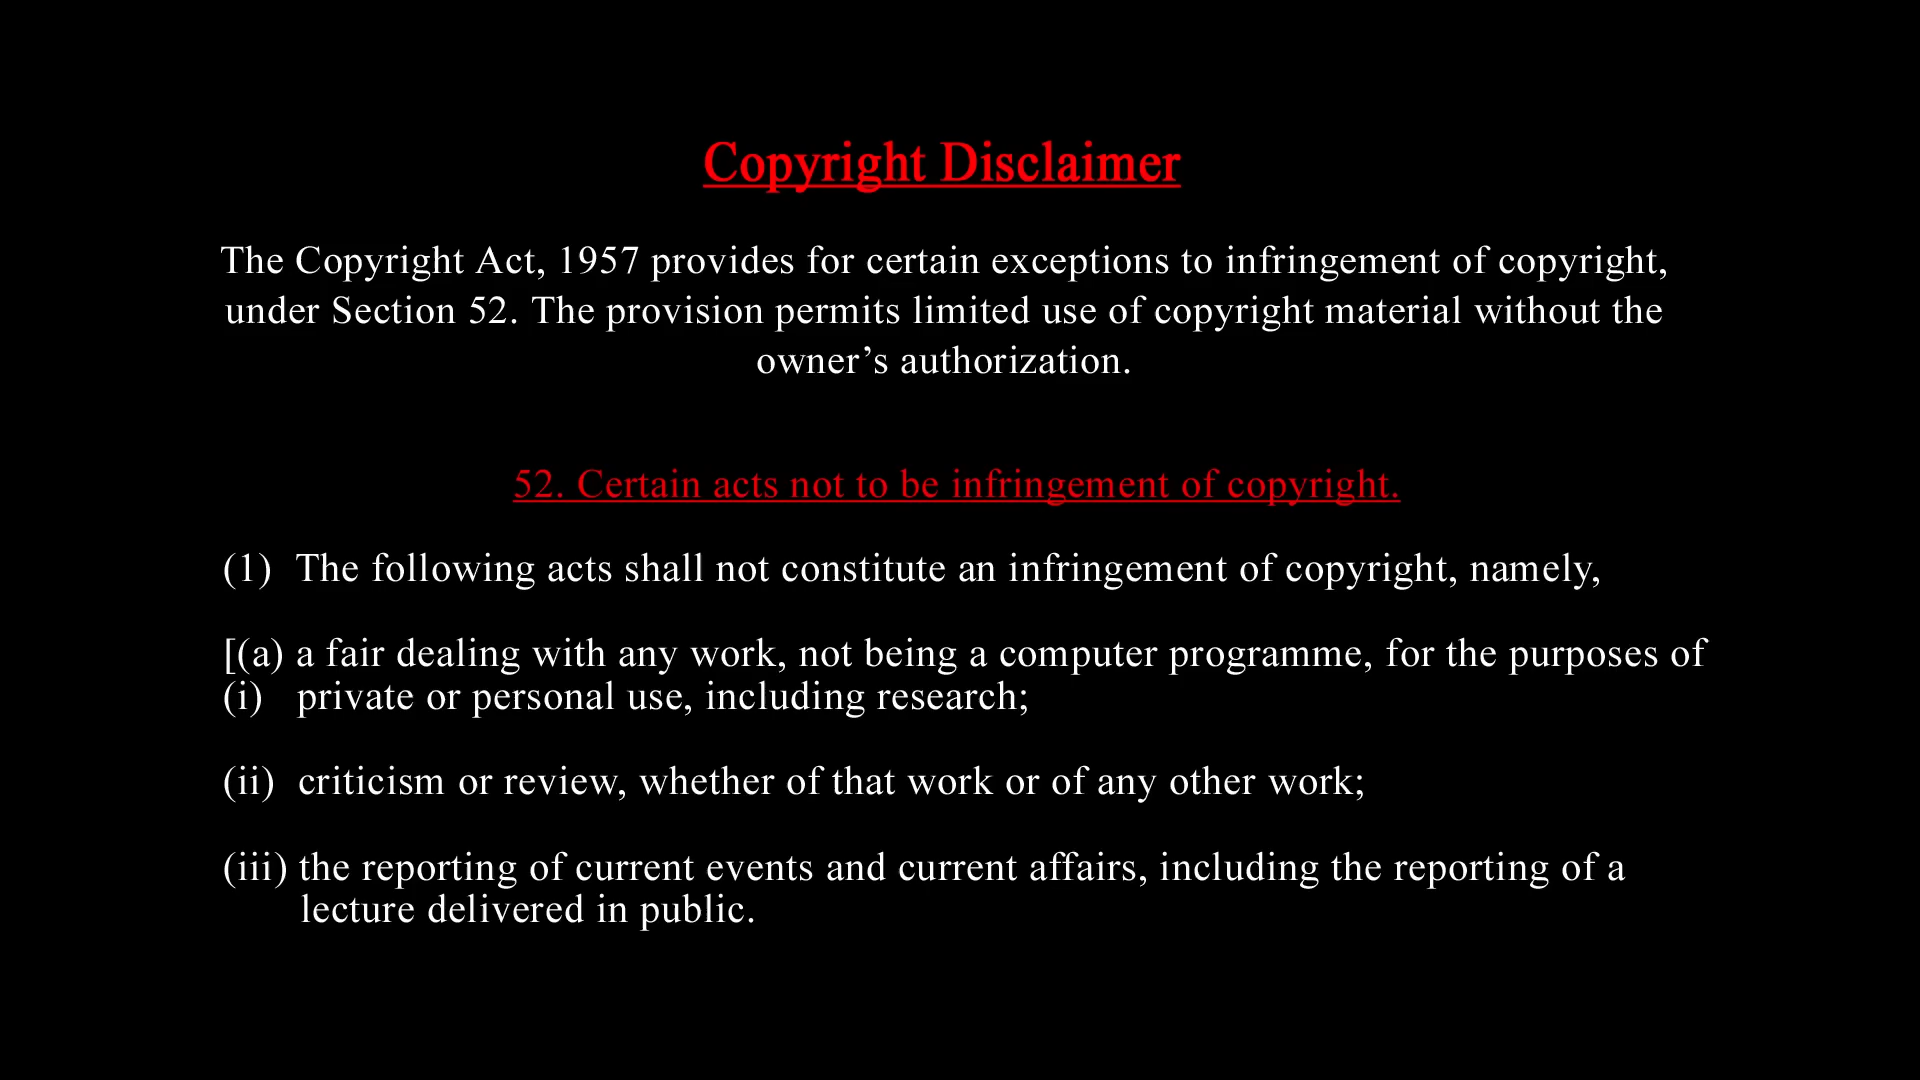 Copyright Disclaimer
The Copyright Act, 1957 provides for certain exceptions to infringement of copyright,
under Section 52. The provision permits limited use of copyright material without the
owner’s authorization.
52. Certain acts not to be infringement of copyright.
(1) The following acts shall not constitute an infringement of copyright, namely,
[(a) a fair dealing with any work, not being a computer programme, for the purposes of
(i) private or personal use, including research;
(ii) criticism or review, whether of that work or of any other work;
(iii) the reporting of current events and current affairs, including the reporting of a
lecture delivered in public.